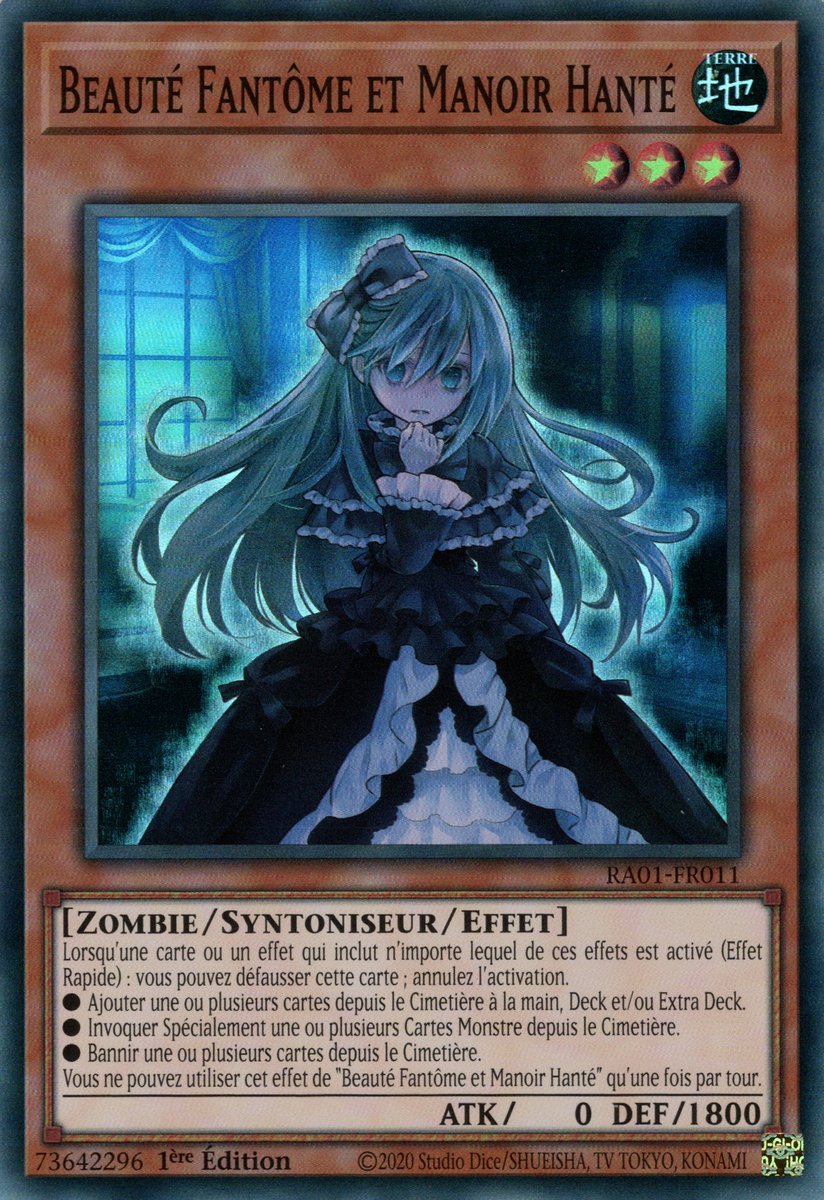 Beauté Fantôme et Manoir Hanté
TERRE
地
RA01-FR011
[Zombie/Syntoniseur/Effet]
Lorsqu'une carte ou un effet qui inclut n'importe lequel de ces effets est activé (Effet
Rapide) : vous pouvez défausser cette carte ; annulez l'activation.
● Ajouter une ou plusieurs cartes depuis le Cimetière à la main, Deck et/ou Extra Deck.
● Invoquer Spécialement une ou plusieurs Cartes Monstre depuis le Cimetière.
● Bannir une ou plusieurs cartes depuis le Cimetière.
Vous ne pouvez utiliser cet effet de "Beauté Fantôme et Manoir Hanté" qu'une fois par tour.
ATK/ 0 DEF/1800
73642296 1ère Édition ©2020 Studio Dice/SHUEISHA, TV TOKYO, KONAMI